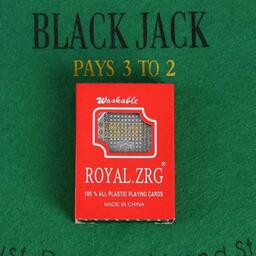 BLACK JACK
PAYS 3 TO 2
Washable
ROYAL.ZRG®
100 % ALL PLASTIC PLAYING CARDS
MADE IN CHINA